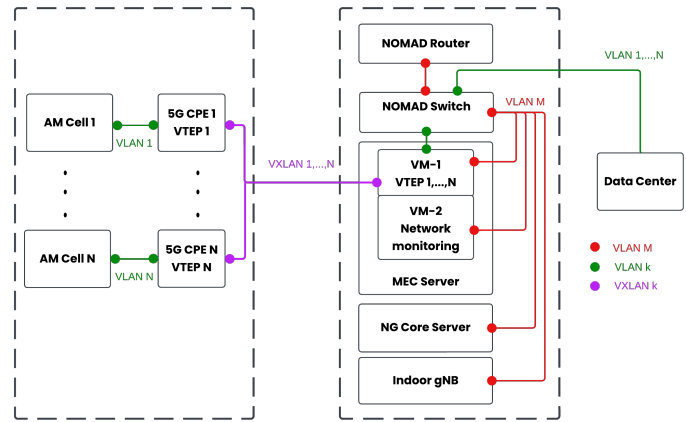 NOMAD Router
VLAN 1,...,N
NOMAD Switch
VLAN M
AM Cell 1
5G CPE 1
VTEP 1
VLAN 1
VXLAN 1,...,N
VM-1
VTEP 1,...,N
Data Center
VM-2
Network
monitoring
AM Cell N
5G CPE N
VTEP N
VLAN N
MEC Server
VLAN M
VLAN k
VXLAN k
NG Core Server
Indoor gNB